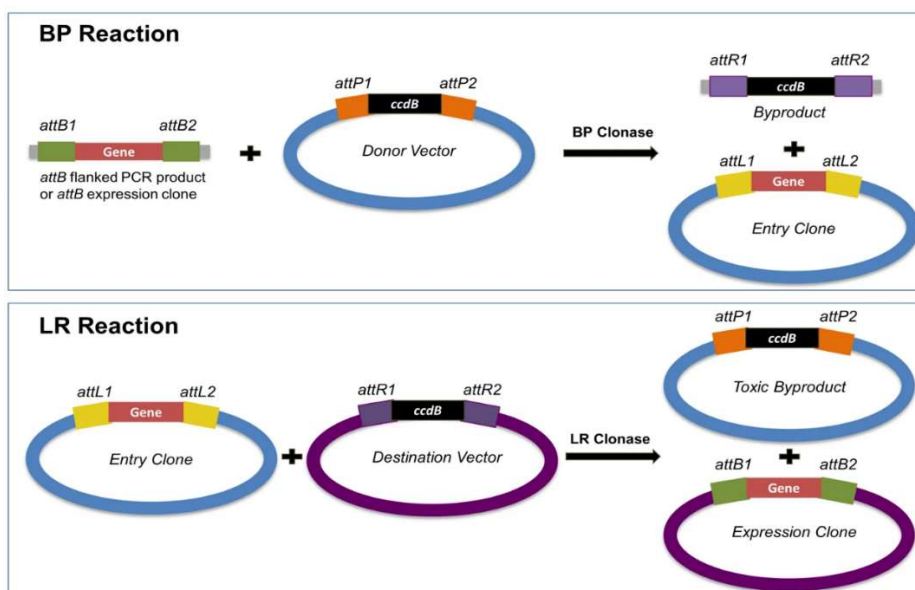 BP Reaction
attB1 attB2
Gene
attB flanked PCR product
or attB expression clone
attP1 attP2
ccdB
Donor Vector
BP Clonase
attR1 attR2
ccdB
Byproduct
attL1 attL2
Gene
Entry Clone
LR Reaction
attL1 attL2
Gene
Entry Clone
attR1 attR2
ccdB
Destination Vector
LR Clonase
attP1 attP2
ccdB
Toxic Byproduct
attB1 attB2
Gene
Expression Clone